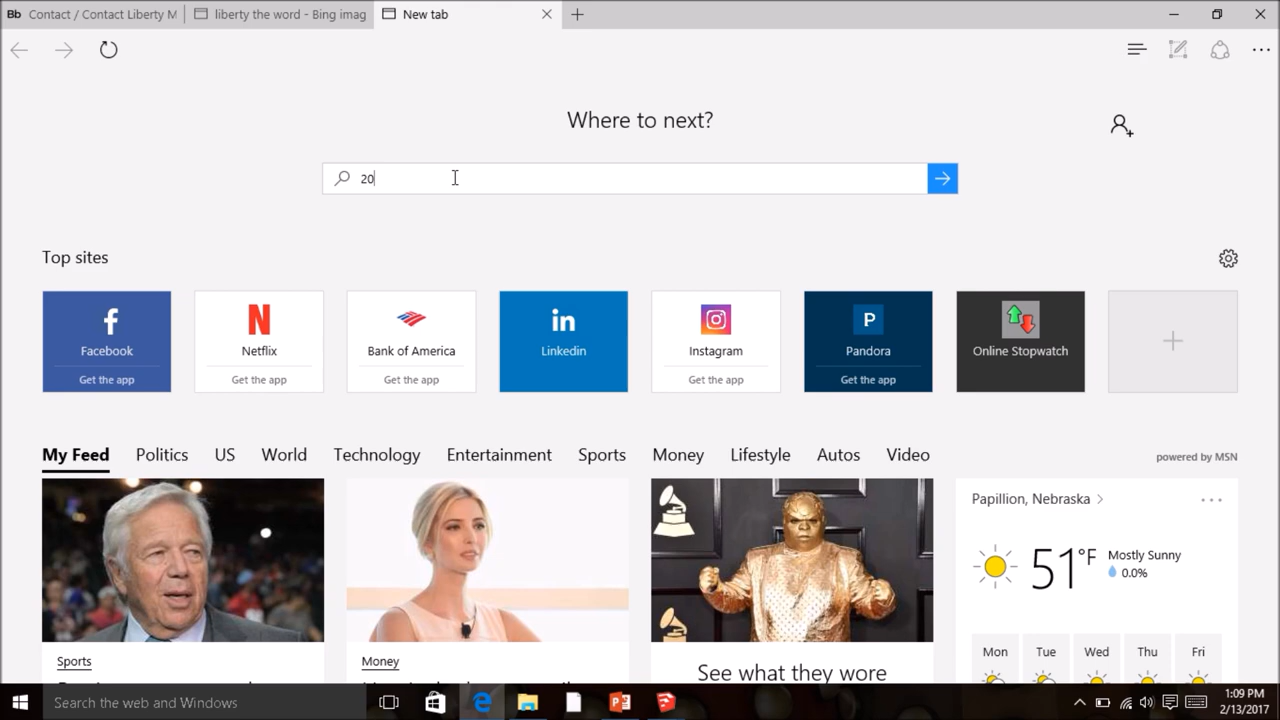 Bb Contact / Contact Liberty M
liberty the word - Bing imag
New tab
Where to next?
20
Top sites
f
Facebook
Get the app
N
Netflix
Get the app
Bank of America
Get the app
in
Linkedin
Instagram
Get the app
P
Pandora
Get the app
Online Stopwatch
My Feed Politics US World Technology Entertainment Sports Money Lifestyle Autos Video
powered by MSN
Papillion, Nebraska
51°F
Mostly Sunny
0.0%
Mon Tue Wed Thu Fri
Sports
Money
See what they wore
Search the web and Windows
1:09 PM
2/13/2017